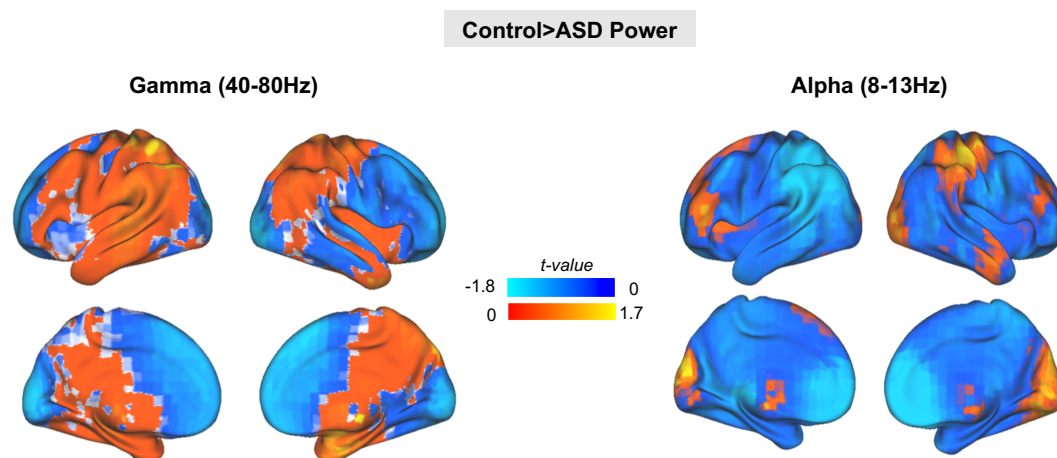 Control>ASD Power
Gamma (40-80Hz)
Alpha (8-13Hz)
t-value
-1.8 0
0 1.7